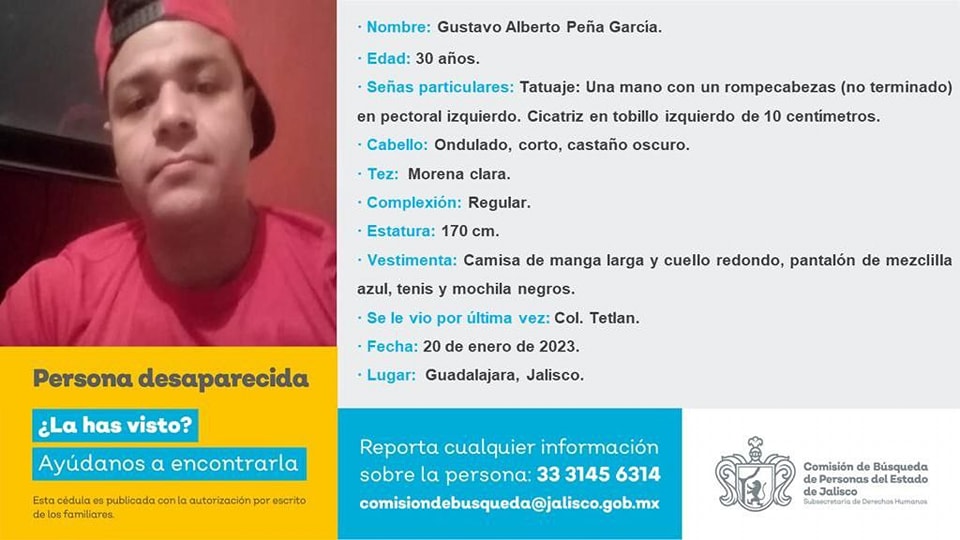 · Nombre: Gustavo Alberto Peña García.
· Edad: 30 años.
· Señas particulares: Tatuaje: Una mano con un rompecabezas (no terminado)
en pectoral izquierdo. Cicatriz en tobillo izquierdo de 10 centímetros.
· Cabello: Ondulado, corto, castaño oscuro.
· Tez: Morena clara.
· Complexión: Regular.
· Estatura: 170 cm.
· Vestimenta: Camisa de manga larga y cuello redondo, pantalón de mezclilla
azul, tenis y mochila negros.
· Se le vio por última vez: Col. Tetlan.
· Fecha: 20 de enero de 2023.
· Lugar: Guadalajara, Jalisco.
Persona desaparecida
¿La has visto?
Ayúdanos a encontrarla
Esta cédula es publicada con la autorización por escrito
de los familiares.
Reporta cualquier información
sobre la persona: 33 3145 6314
comisiondebusqueda@jalisco.gob.mx
Comisión de Búsqueda
de Personas del Estado
de Jalisco
Subsecretaría de Derechos Humanos